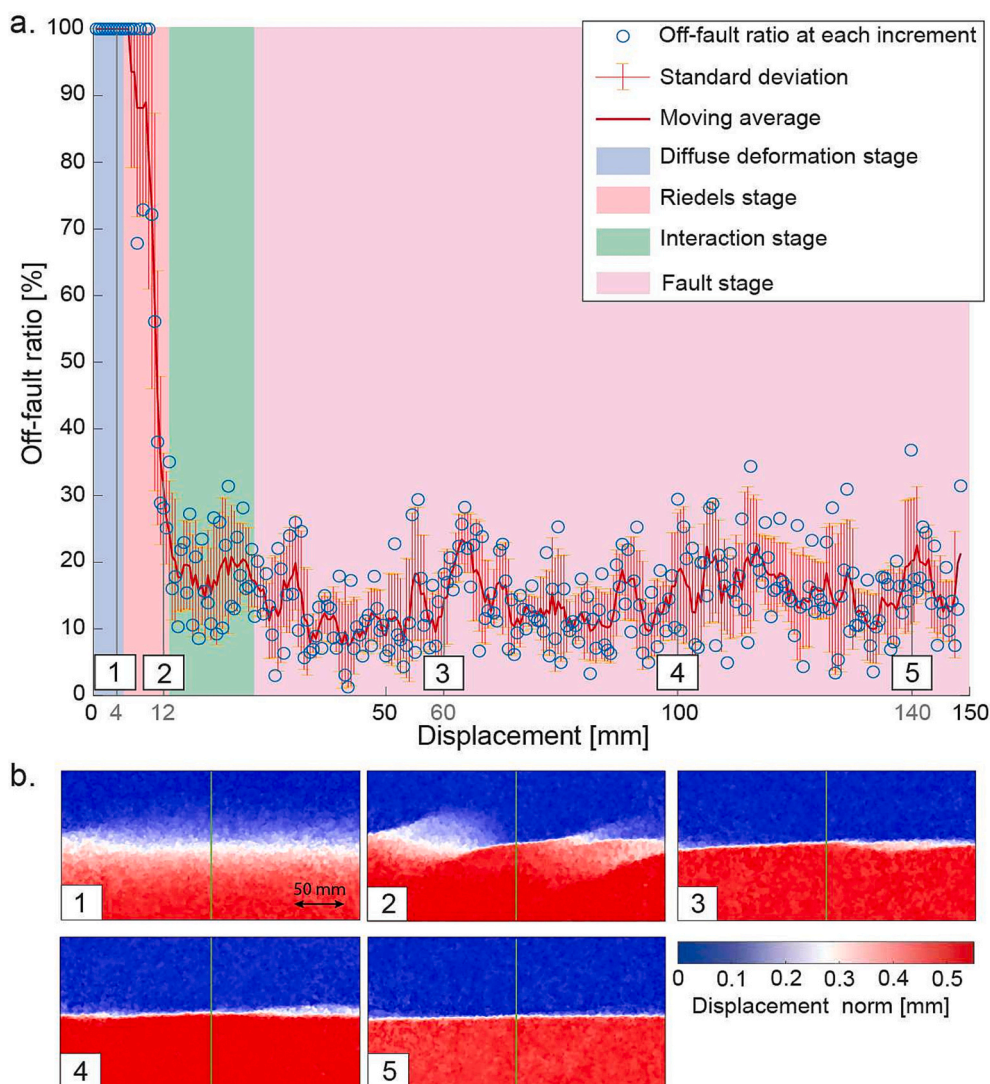 a.
100
90
80
70
60
50
40
30
20
10
0
Off-fault ratio [%]
Off-fault ratio at each increment
Standard deviation
Moving average
Diffuse deformation stage
Riedels stage
Interaction stage
Fault stage
1 2 3 4 5
0 4 12 50 60 100 140 150
Displacement [mm]
b.
1
50 mm
2
3
4
5
0 0.1 0.2 0.3 0.4 0.5
Displacement norm [mm]